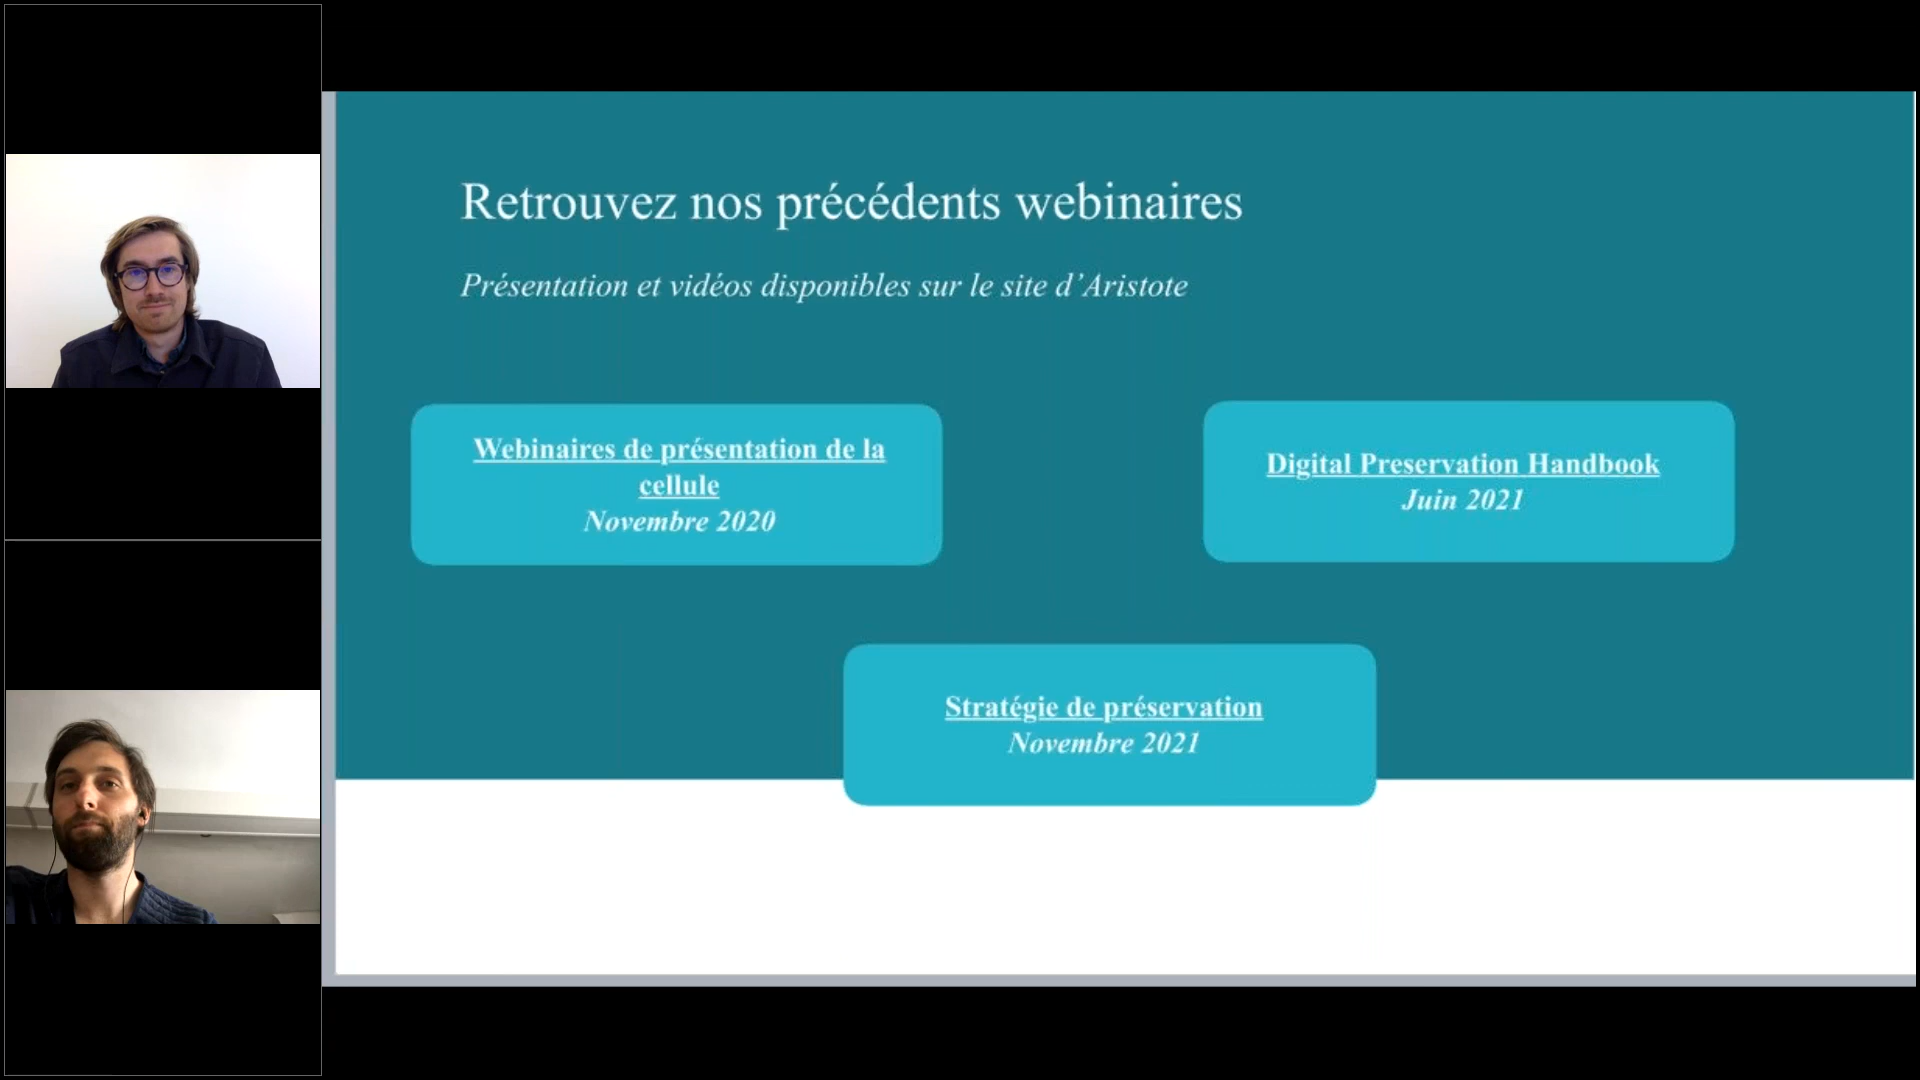 Retrouvez nos précédents webinaires
Présentation et vidéos disponibles sur le site d’Aristote
Webinaires de présentation de la
cellule
Novembre 2020
Digital Preservation Handbook
Juin 2021
Stratégie de préservation
Novembre 2021